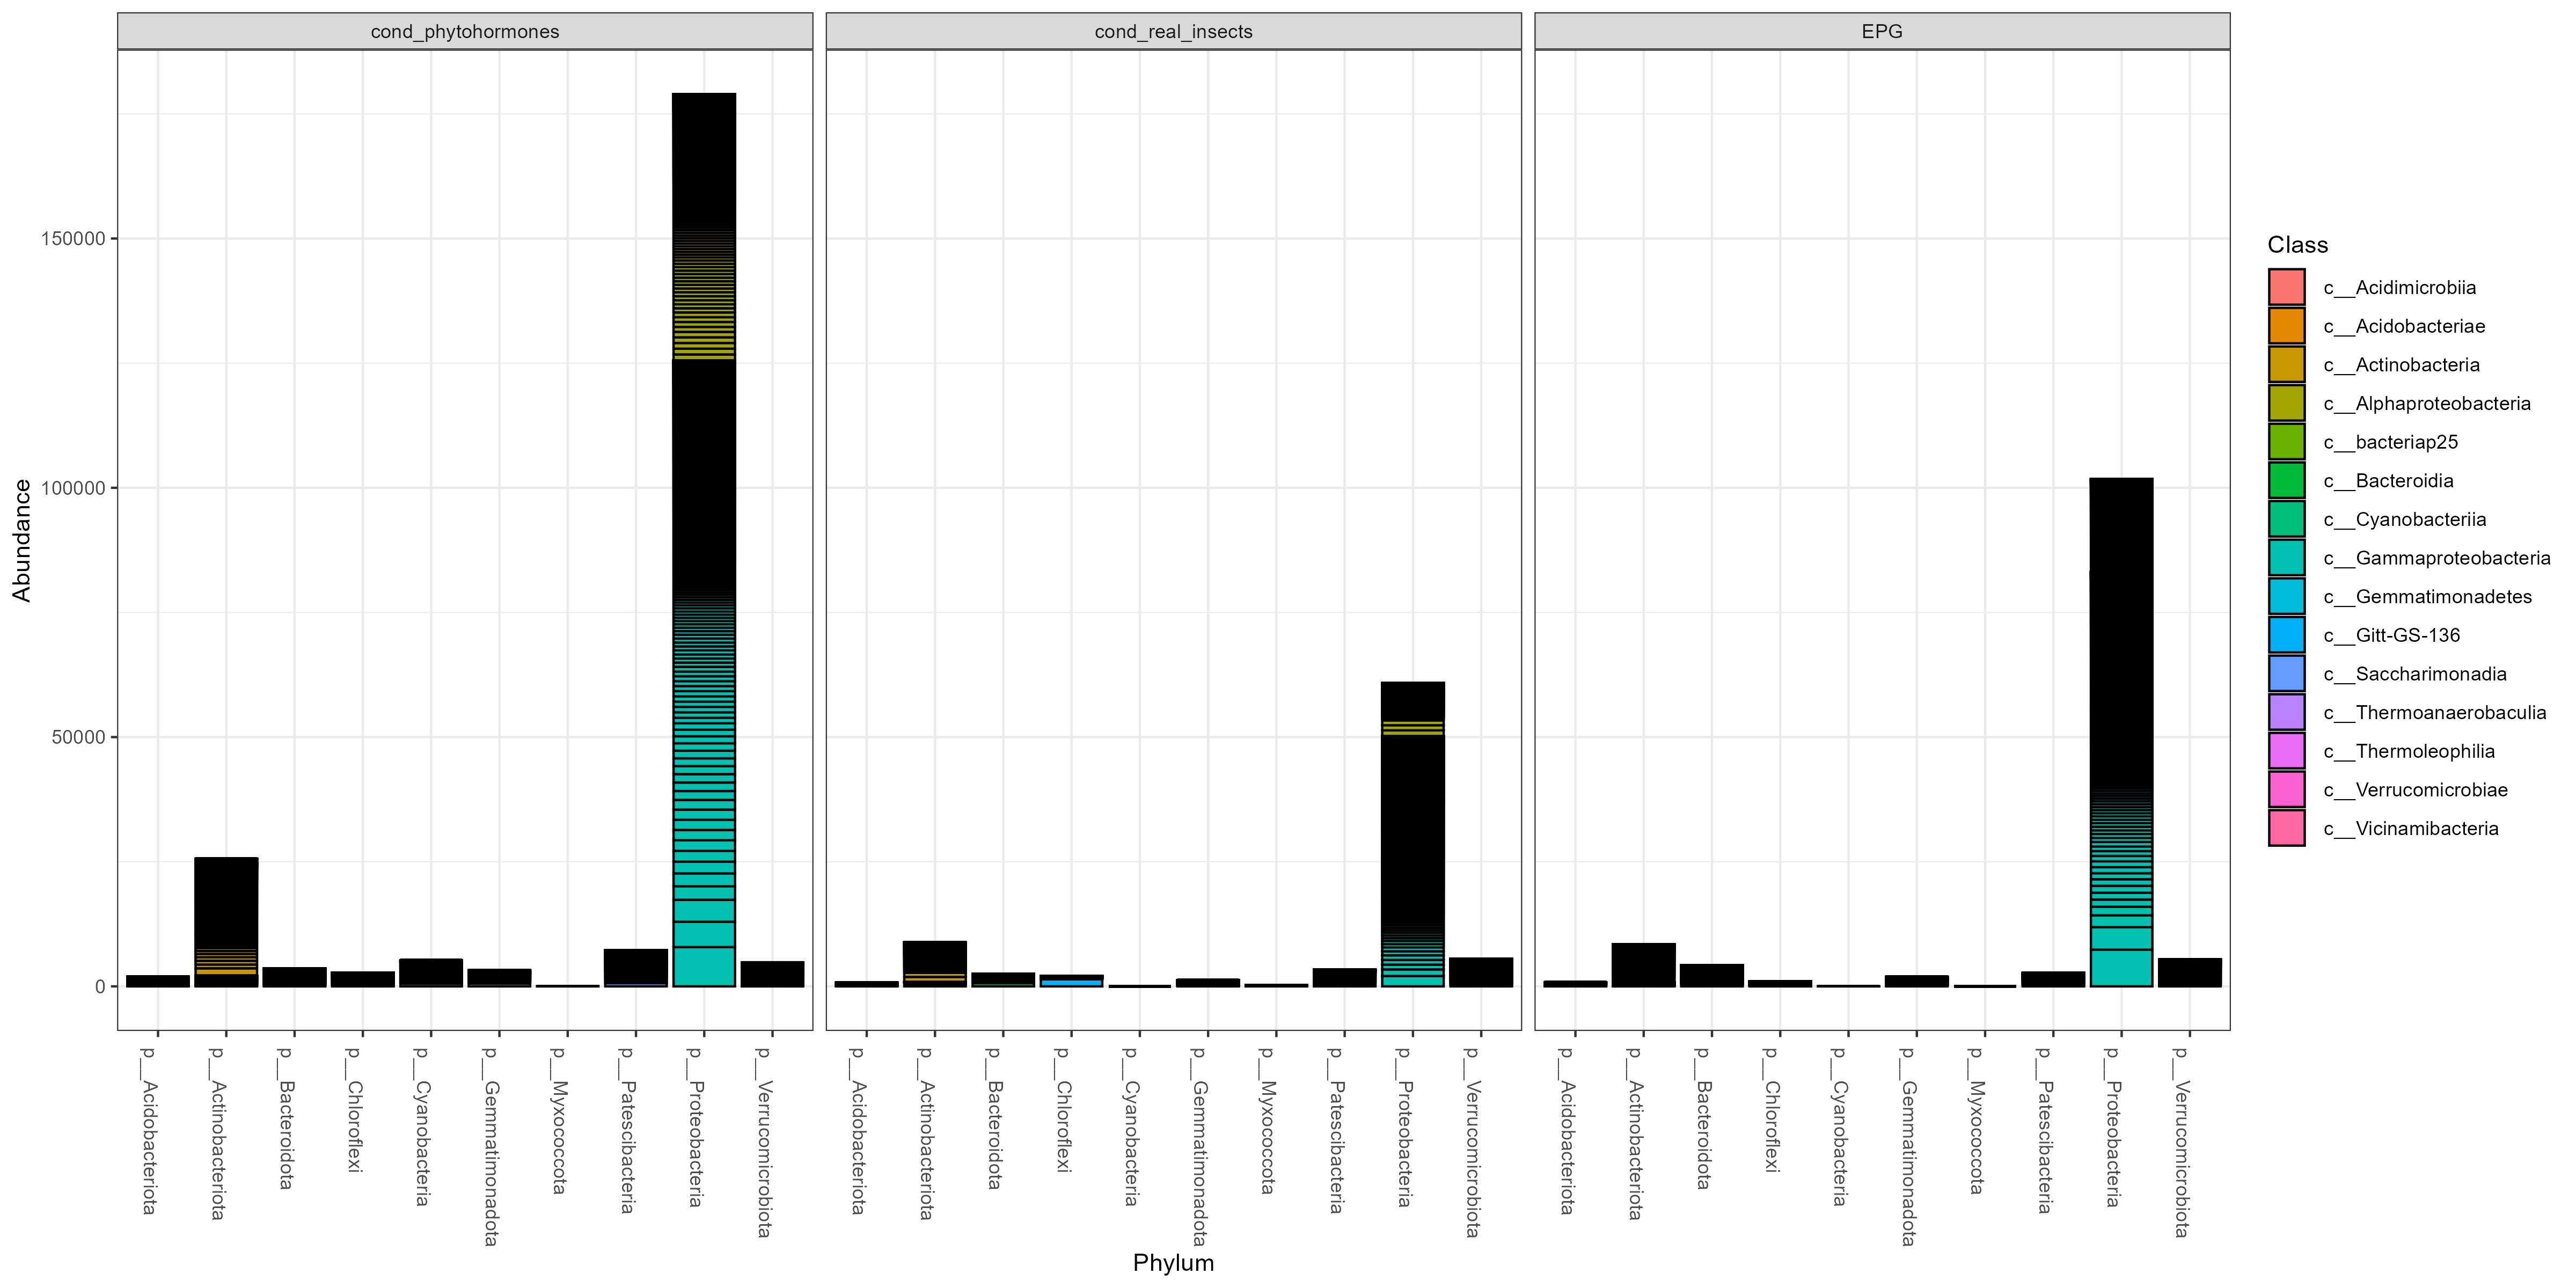 cond_phytohormones
cond_real_insects
EPG
Abundance
150000
100000
50000
0
p__Acidobacteriota
p__Actinobacteriota
p__Bacteroidota
p__Chloroflexi
p__Cyanobacteria
p__Gemmatimonadota
p__Myxococcota
p__Patescibacteria
p__Proteobacteria
p__Verrucomicrobiota
p__Acidobacteriota
p__Actinobacteriota
p__Bacteroidota
p__Chloroflexi
p__Cyanobacteria
p__Gemmatimonadota
p__Myxococcota
p__Patescibacteria
p__Proteobacteria
p__Verrucomicrobiota
p__Acidobacteriota
p__Actinobacteriota
p__Bacteroidota
p__Chloroflexi
p__Cyanobacteria
p__Gemmatimonadota
p__Myxococcota
p__Patescibacteria
p__Proteobacteria
p__Verrucomicrobiota
Phylum
Class
c__Acidimicrobiia
c__Acidobacteriae
c__Actinobacteria
c__Alphaproteobacteria
c__bacteriap25
c__Bacteroidia
c__Cyanobacteriia
c__Gammaproteobacteria
c__Gemmatimonadetes
c__Gitt-GS-136
c__Saccharimonadia
c__Thermoanaerobaculia
c__Thermoleophilia
c__Verrucomicrobiae
c__Vicinamibacteria